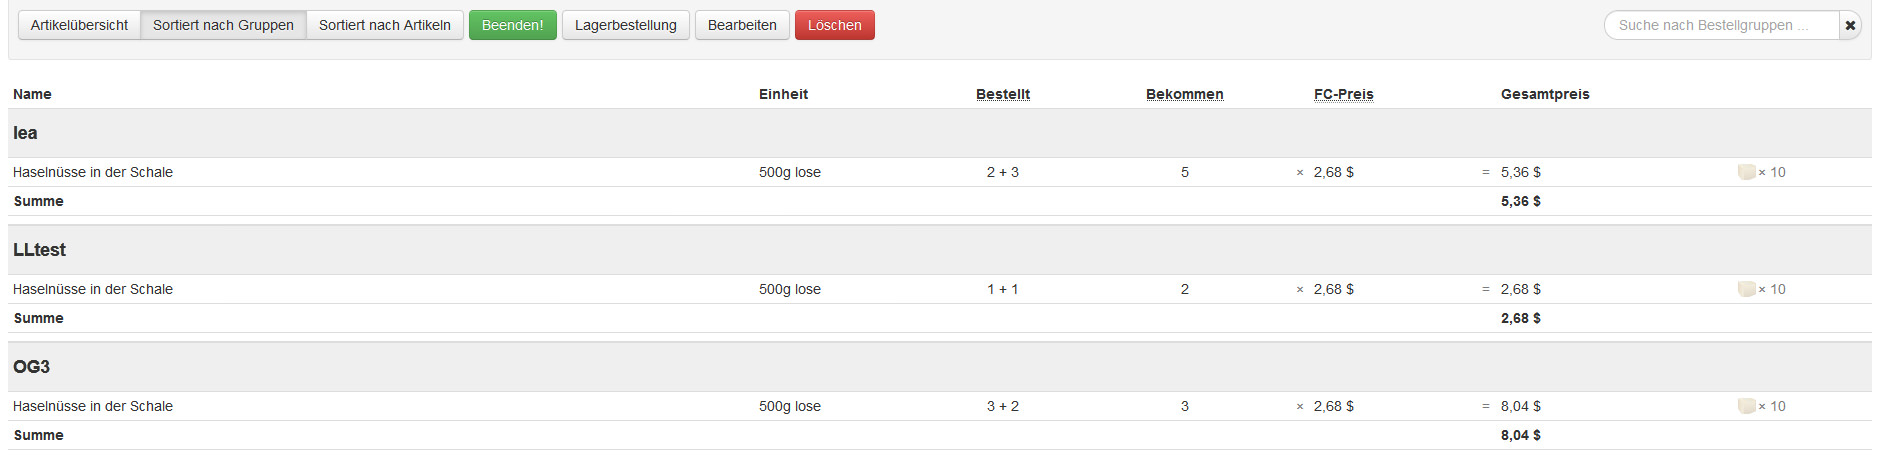 Artikelübersicht Sortiert nach Gruppen Sortiert nach Artikeln Beenden! Lagerbestellung Bearbeiten Löschen Suche nach Bestellgruppen ... ×
Name Einheit Bestellt Bekommen FC-Preis Gesamtpreis
lea
Haselnüsse in der Schale 500g lose 2 + 3 5 × 2,68 $ = 5,36 $ × 10
Summe 5,36 $
LLtest
Haselnüsse in der Schale 500g lose 1 + 1 2 × 2,68 $ = 2,68 $ × 10
Summe 2,68 $
OG3
Haselnüsse in der Schale 500g lose 3 + 2 3 × 2,68 $ = 8,04 $ × 10
Summe 8,04 $